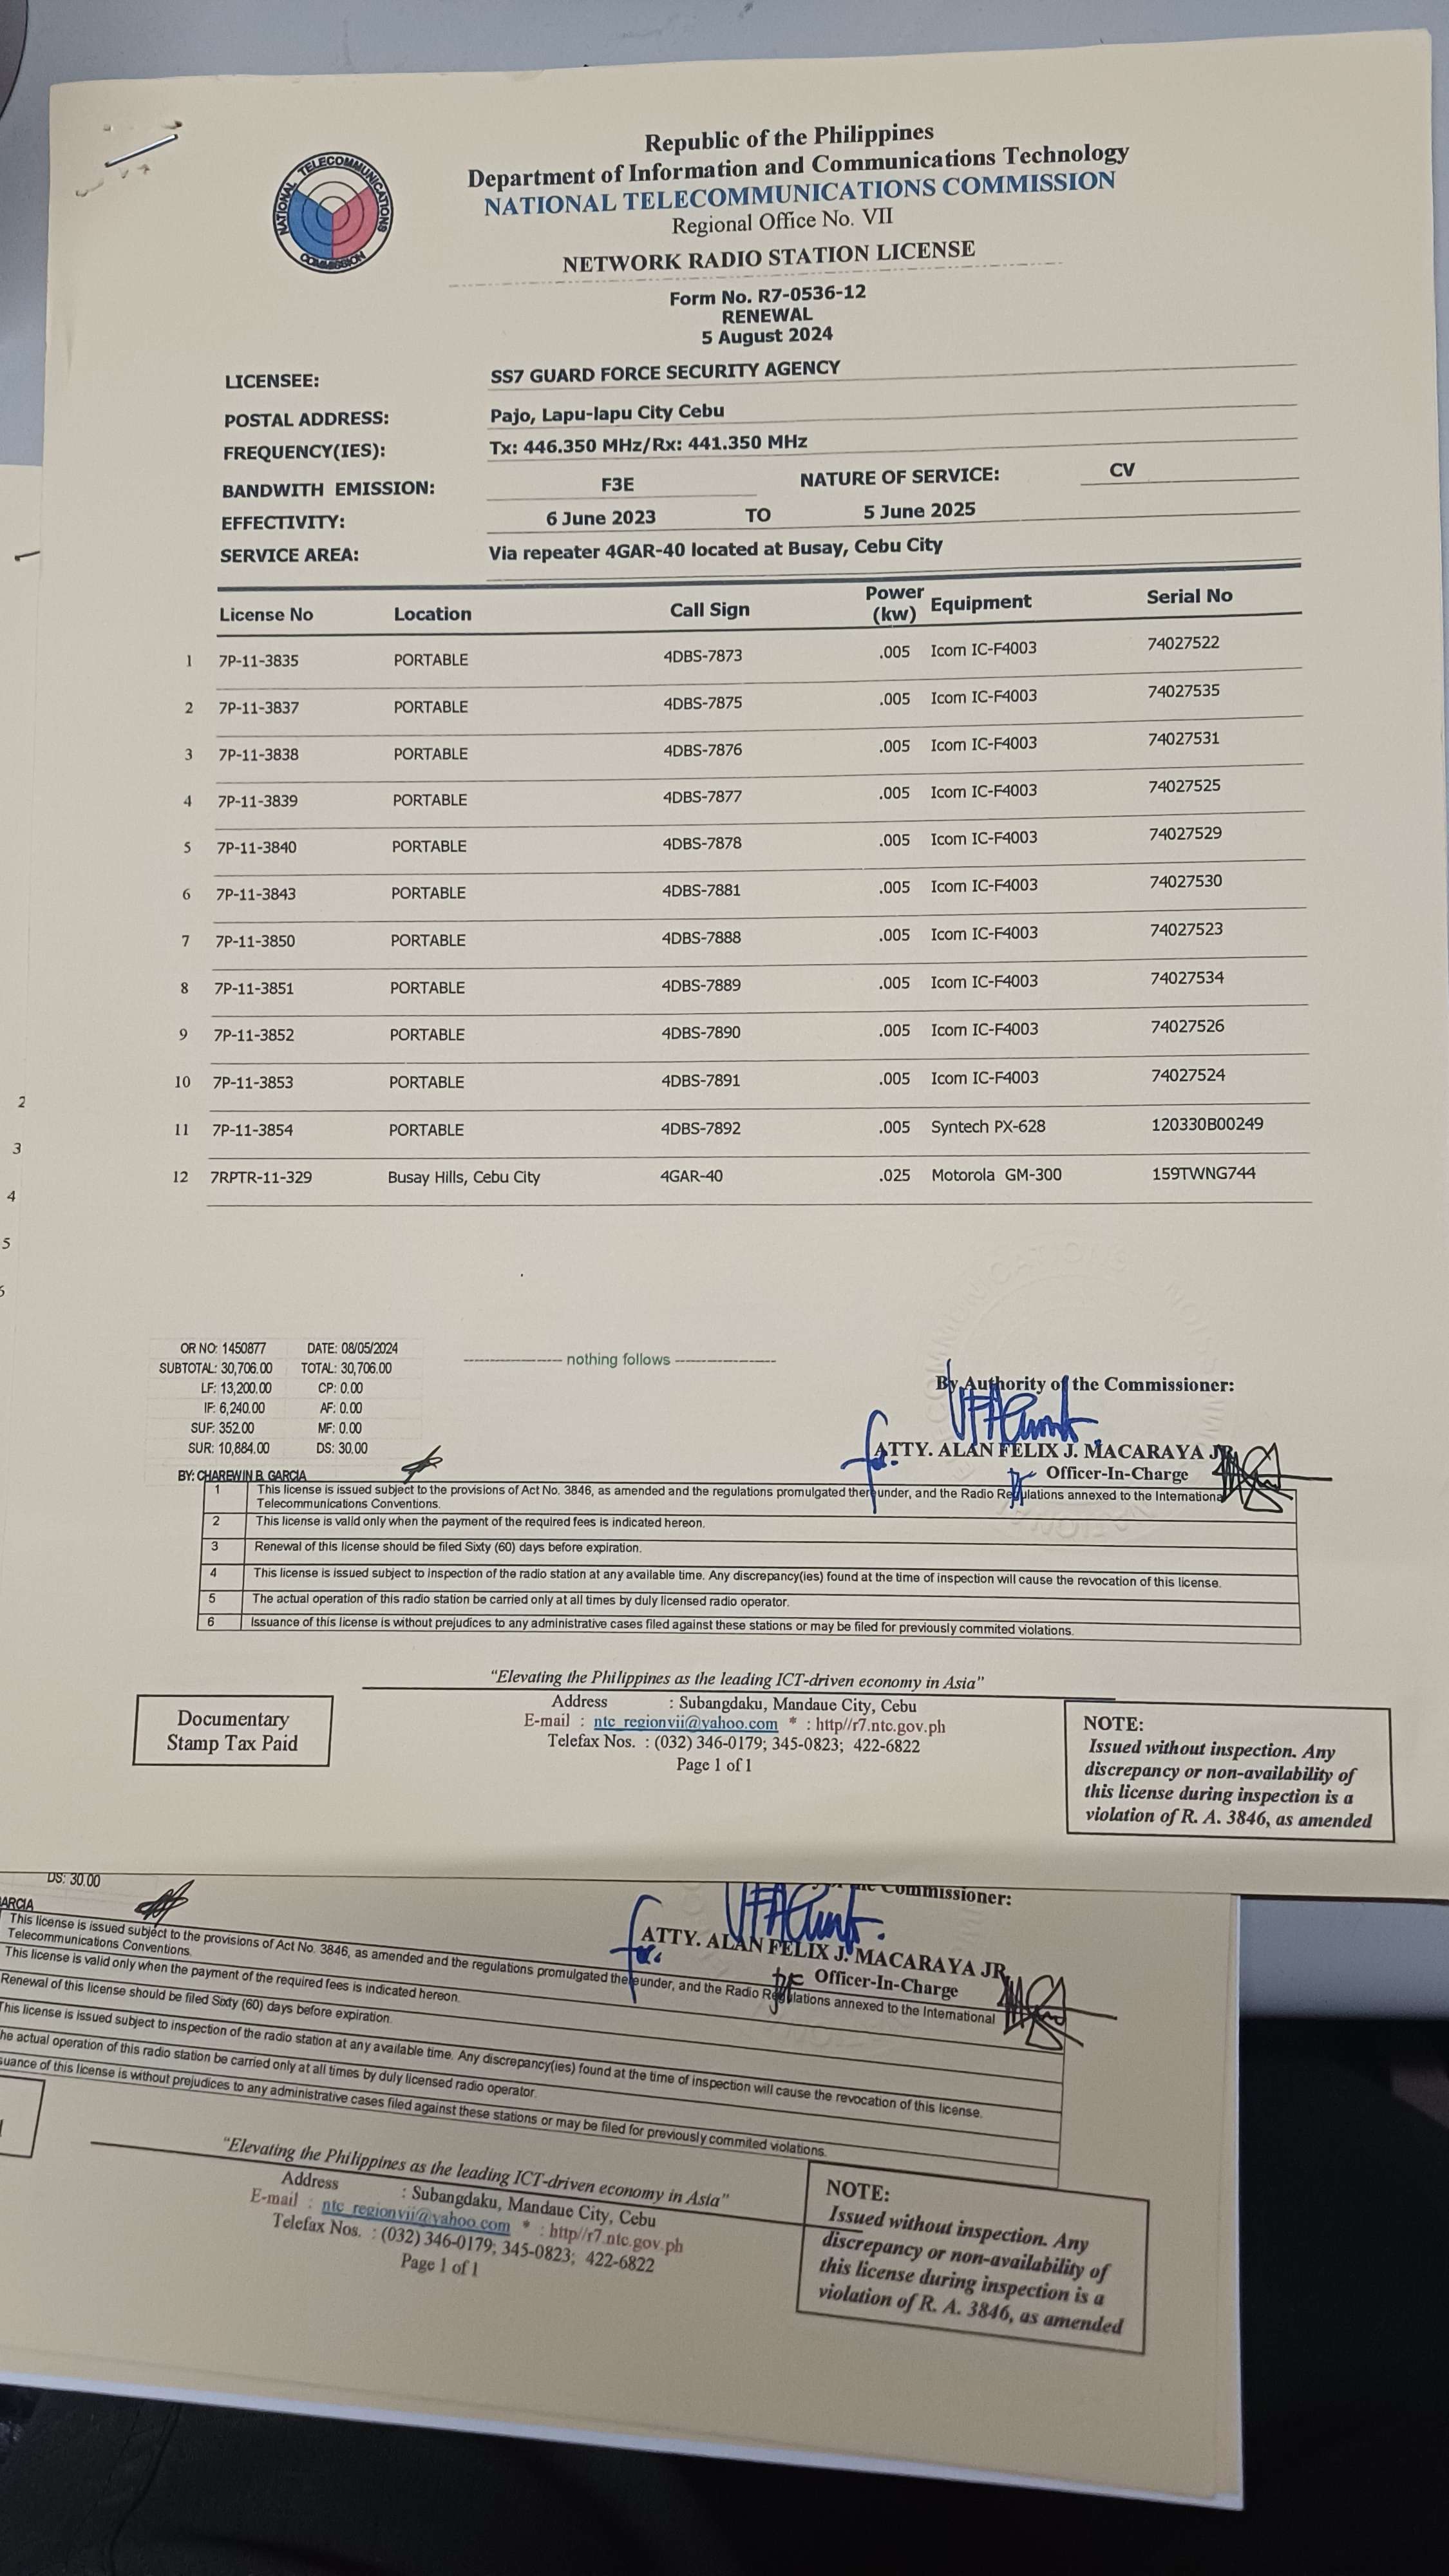 NATIONAL TELECOMMUNICATIONS COMMISSION
Republic of the Philippines
Department of Information and Communications Technology
NATIONAL TELECOMMUNICATIONS COMMISSION
Regional Office No. VII
NETWORK RADIO STATION LICENSE
Form No. R7-0536-12
RENEWAL
5 August 2024
LICENSEE: SS7 GUARD FORCE SECURITY AGENCY
POSTAL ADDRESS: Pajo, Lapu-lapu City Cebu
FREQUENCY(IES): Tx: 446.350 MHz/Rx: 441.350 MHz
BANDWITH EMISSION: F3E NATURE OF SERVICE: CV
EFFECTIVITY: 6 June 2023 TO 5 June 2025
SERVICE AREA: Via repeater 4GAR-40 located at Busay, Cebu City
License No Location Call Sign Power (kw) Equipment Serial No
1 7P-11-3835 PORTABLE 4DBS-7873 .005 Icom IC-F4003 74027522
2 7P-11-3837 PORTABLE 4DBS-7875 .005 Icom IC-F4003 74027535
3 7P-11-3838 PORTABLE 4DBS-7876 .005 Icom IC-F4003 74027531
4 7P-11-3839 PORTABLE 4DBS-7877 .005 Icom IC-F4003 74027525
5 7P-11-3840 PORTABLE 4DBS-7878 .005 Icom IC-F4003 74027529
6 7P-11-3843 PORTABLE 4DBS-7881 .005 Icom IC-F4003 74027530
7 7P-11-3850 PORTABLE 4DBS-7888 .005 Icom IC-F4003 74027523
8 7P-11-3851 PORTABLE 4DBS-7889 .005 Icom IC-F4003 74027534
9 7P-11-3852 PORTABLE 4DBS-7890 .005 Icom IC-F4003 74027526
10 7P-11-3853 PORTABLE 4DBS-7891 .005 Icom IC-F4003 74027524
11 7P-11-3854 PORTABLE 4DBS-7892 .005 Syntech PX-628 120330B00249
12 7RPTR-11-329 Busay Hills, Cebu City 4GAR-40 .025 Motorola GM-300 159TWNG744
2
3
4
5
OR NO: 1450877 DATE: 08/05/2024
SUBTOTAL: 30,706.00 TOTAL: 30,706.00
LF: 13,200.00 CP: 0.00
IF: 6,240.00 AF: 0.00
SUF: 352.00 MF: 0.00
SUR: 10,884.00 DS: 30.00
BY: CHAREWIN B. GARCIA
---------------------- nothing follows ----------------------
By Authority of the Commissioner:
for:
ATTY. ALAN FELIX J. MACARAYA JR
Officer-In-Charge
1 This license is issued subject to the provisions of Act No. 3846, as amended and the regulations promulgated thereunder, and the Radio Regulations annexed to the Internationa
Telecommunications Conventions.
2 This license is valid only when the payment of the required fees is indicated hereon.
3 Renewal of this license should be filed Sixty (60) days before expiration.
4 This license is issued subject to inspection of the radio station at any available time. Any discrepancy(ies) found at the time of inspection will cause the revocation of this license.
5 The actual operation of this radio station be carried only at all times by duly licensed radio operator.
6 Issuance of this license is without prejudices to any administrative cases filed against these stations or may be filed for previously commited violations.
"Elevating the Philippines as the leading ICT-driven economy in Asia"
Address : Subangdaku, Mandaue City, Cebu
E-mail : ntc_regionvii@yahoo.com * : http//r7.ntc.gov.ph
Telefax Nos. : (032) 346-0179; 345-0823; 422-6822
Page 1 of 1
Documentary
Stamp Tax Paid
NOTE:
Issued without inspection. Any
discrepancy or non-availability of
this license during inspection is a
violation of R. A. 3846, as amended
DS: 30.00
ARCIA
Commissioner:
for.
ATTY. ALAN FELIX J. MACARAYA JR
Officer-In-Charge
This license is issued subject to the provisions of Act No. 3846, as amended and the regulations promulgated thereunder, and the Radio Regulations annexed to the International
Telecommunications Conventions.
This license is valid only when the payment of the required fees is indicated hereon.
Renewal of this license should be filed Sixty (60) days before expiration.
This license is issued subject to inspection of the radio station at any available time. Any discrepancy(ies) found at the time of inspection will cause the revocation of this license.
he actual operation of this radio station be carried only at all times by duly licensed radio operator.
suance of this license is without prejudices to any administrative cases filed against these stations or may be filed for previously commited violations.
"Elevating the Philippines as the leading ICT-driven economy in Asia"
Address : Subangdaku, Mandaue City, Cebu
E-mail : ntc_regionvii@yahoo.com * : http//r7.ntc.gov.ph
Telefax Nos. : (032) 346-0179; 345-0823; 422-6822
Page 1 of 1
NOTE:
Issued without inspection. Any
discrepancy or non-availability of
this license during inspection is a
violation of R. A. 3846, as amended